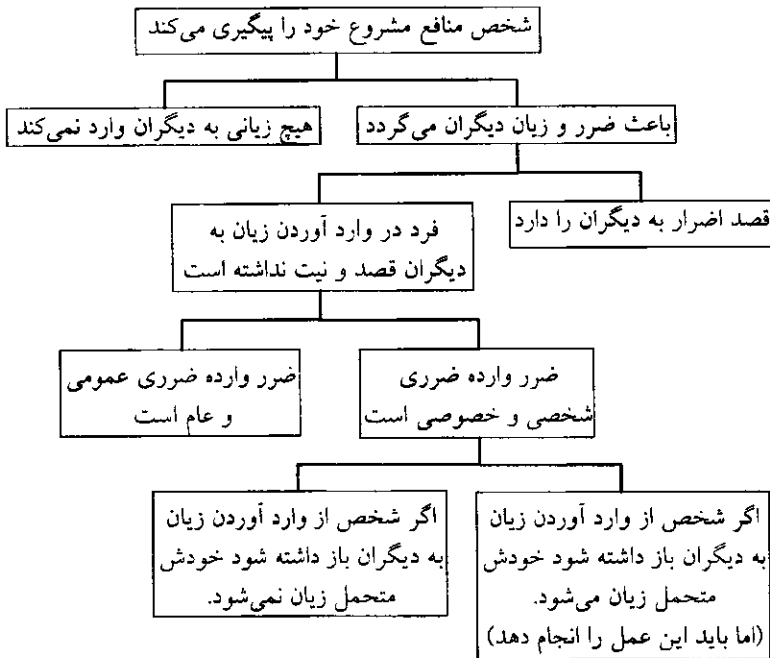 شخص منافع مشروع خود را پیگیری می‌کند
باعث ضرر و زیان دیگران می‌گردد
هیچ زیانی به دیگران وارد نمی‌کند
قصد اضرار به دیگران را دارد
فرد در وارد آوردن زیان به
دیگران قصد و نیت نداشته است
ضرر وارده ضرری
شخصی و خصوصی است
ضرر وارده ضرری عمومی
و عام است
اگر شخص از وارد آوردن زیان
به دیگران باز داشته شود خودش
متحمل زیان می‌شود.
(اما باید این عمل را انجام دهد)
اگر شخص از وارد آوردن زیان
به دیگران باز داشته شود خودش
متحمل زیان نمی‌شود.